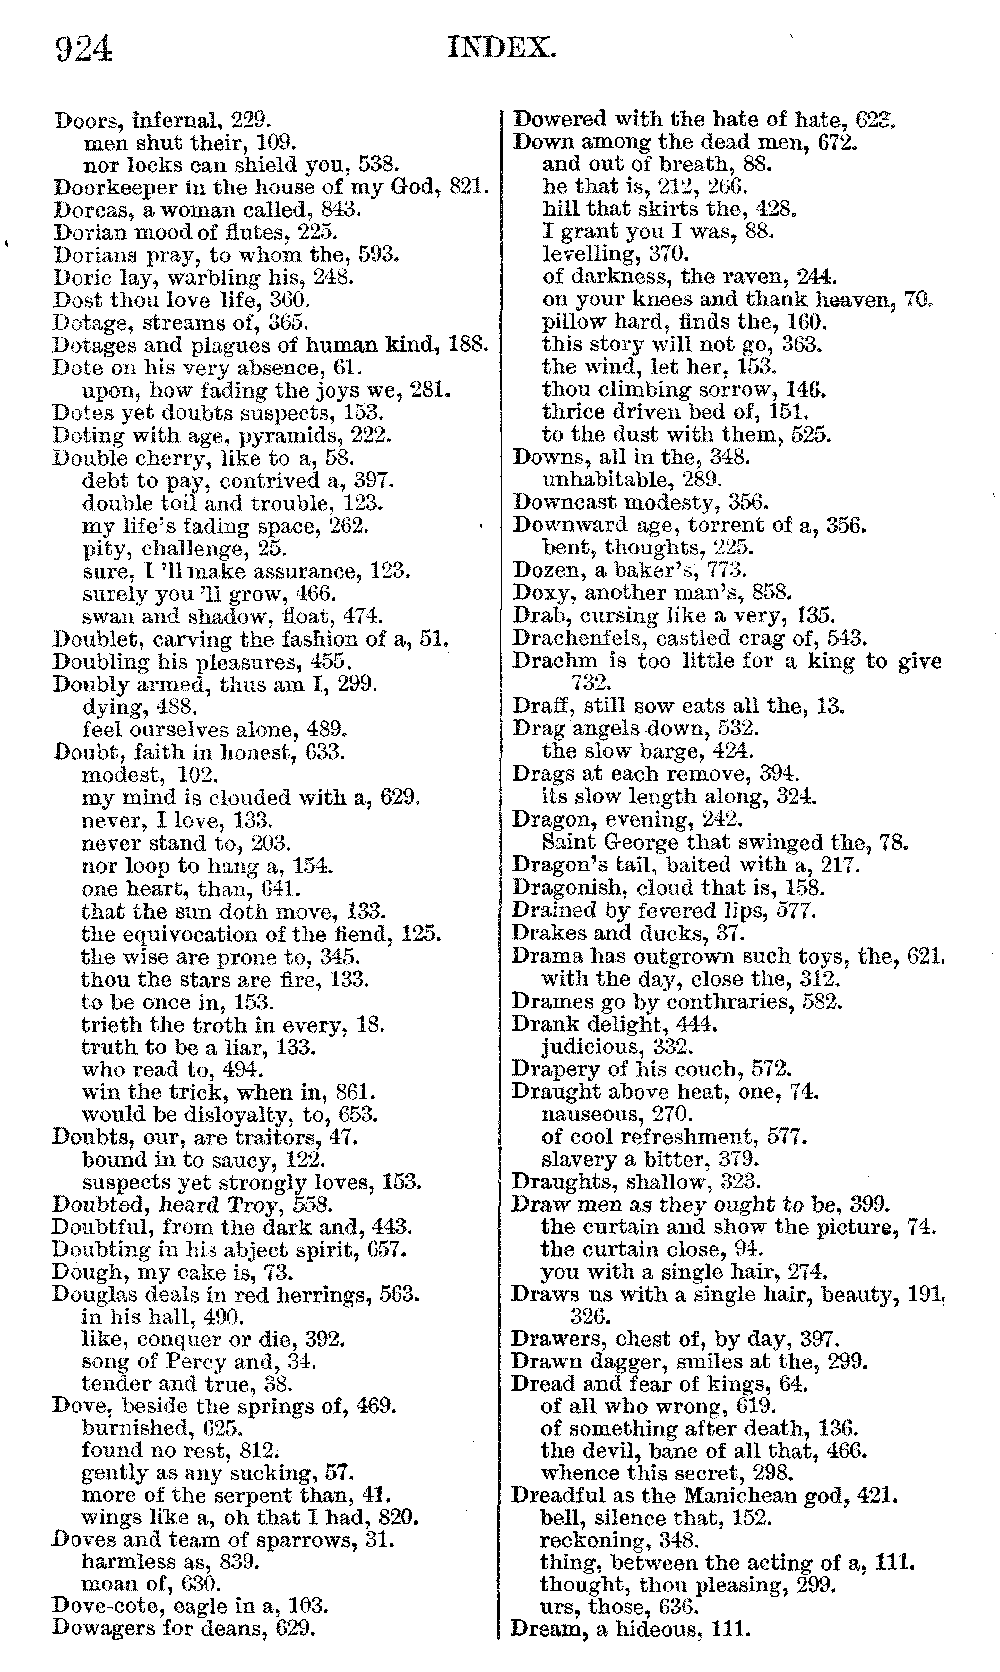 924
INDEX.
Doors, infernal, 229.
men shut their, 109.
nor locks can shield you, 538.
Doorkeeper in the house of my God, 821.
Dorcas, a woman called, 843.
Dorian mood of flutes, 225.
Dorians pray, to whom the, 593.
Doric lay, warbling his, 248.
Dost thou love life, 360.
Dotage, streams of, 365.
Dotages and plagues of human kind, 188.
Dote on his very absence, 61.
upon, how fading the joys we, 281.
Dotes yet doubts suspects, 153.
Doting with age, pyramids, 222.
Double cherry, like to a, 58.
debt to pay, contrived a, 397.
double toil and trouble, 123.
my life's fading space, 262.
pity, challenge, 25.
sure, I 'll make assurance, 123.
surely you 'll grow, 466.
swan and shadow, float, 474.
Doublet, carving the fashion of a, 51.
Doubling his pleasures, 455.
Doubly armed, thus am I, 299.
dying, 488.
feel ourselves alone, 489.
Doubt, faith in honest, 633.
modest, 102.
my mind is clouded with a, 629.
never, I love, 133.
never stand to, 203.
nor loop to hang a, 154.
one heart, than, 641.
that the sun doth move, 133.
the equivocation of the fiend, 125.
the wise are prone to, 345.
thou the stars are fire, 133.
to be once in, 153.
trieth the troth in every, 18.
truth to be a liar, 133.
who read to, 494.
win the trick, when in, 861.
would be disloyalty, to, 653.
Doubts, our, are traitors, 47.
bound in to saucy, 122.
suspects yet strongly loves, 153.
Doubted, heard Troy, 558.
Doubtful, from the dark and, 443.
Doubting in his abject spirit, 657.
Dough, my cake is, 73.
Douglas deals in red herrings, 563.
in his hall, 490.
like, conquer or die, 392.
song of Percy and, 34.
tender and true, 38.
Dove, beside the springs of, 469.
burnished, 625.
found no rest, 812.
gently as any sucking, 57.
more of the serpent than, 41.
wings like a, oh that I had, 820.
Doves and team of sparrows, 31.
harmless as, 839.
moan of, 630.
Dove-cote, eagle in a, 103.
Dowagers for deans, 629.
Dowered with the hate of hate, 623.
Down among the dead men, 672.
and out of breath, 88.
he that is, 212, 266.
hill that skirts the, 428.
I grant you I was, 88.
levelling, 370.
of darkness, the raven, 244.
on your knees and thank heaven, 70.
pillow hard, finds the, 160.
this story will not go, 363.
the wind, let her, 153.
thou climbing sorrow, 146.
thrice driven bed of, 151.
to the dust with them, 525.
Downs, all in the, 348.
unhabitable, 289.
Downcast modesty, 356.
Downward age, torrent of a, 356.
bent, thoughts, 225.
Dozen, a baker's, 773.
Doxy, another man's, 858.
Drab, cursing like a very, 135.
Drachenfels, castled crag of, 543.
Drachm is too little for a king to give
732.
Draff, still sow eats all the, 13.
Drag angels down, 532.
the slow barge, 424.
Drags at each remove, 394.
its slow length along, 324.
Dragon, evening, 242.
Saint George that swinged the, 78.
Dragon's tail, baited with a, 217.
Dragonish, cloud that is, 158.
Drained by fevered lips, 577.
Drakes and ducks, 37.
Drama has outgrown such toys, the, 621.
with the day, close the, 312.
Drames go by conthraries, 582.
Drank delight, 444.
judicious, 332.
Drapery of his couch, 572.
Draught above heat, one, 74.
nauseous, 270.
of cool refreshment, 577.
slavery a bitter, 379.
Draughts, shallow, 323.
Draw men as they ought to be, 399.
the curtain and show the picture, 74.
the curtain close, 94.
you with a single hair, 274.
Draws us with a single hair, beauty, 191,
326.
Drawers, chest of, by day, 397.
Drawn dagger, smiles at the, 299.
Dread and fear of kings, 64.
of all who wrong, 619.
of something after death, 136.
the devil, bane of all that, 466.
whence this secret, 298.
Dreadful as the Manichean god, 421.
bell, silence that, 152.
reckoning, 348.
thing, between the acting of a, 111.
thought, thou pleasing, 299.
urs, those, 636.
Dream, a hideous, 111.